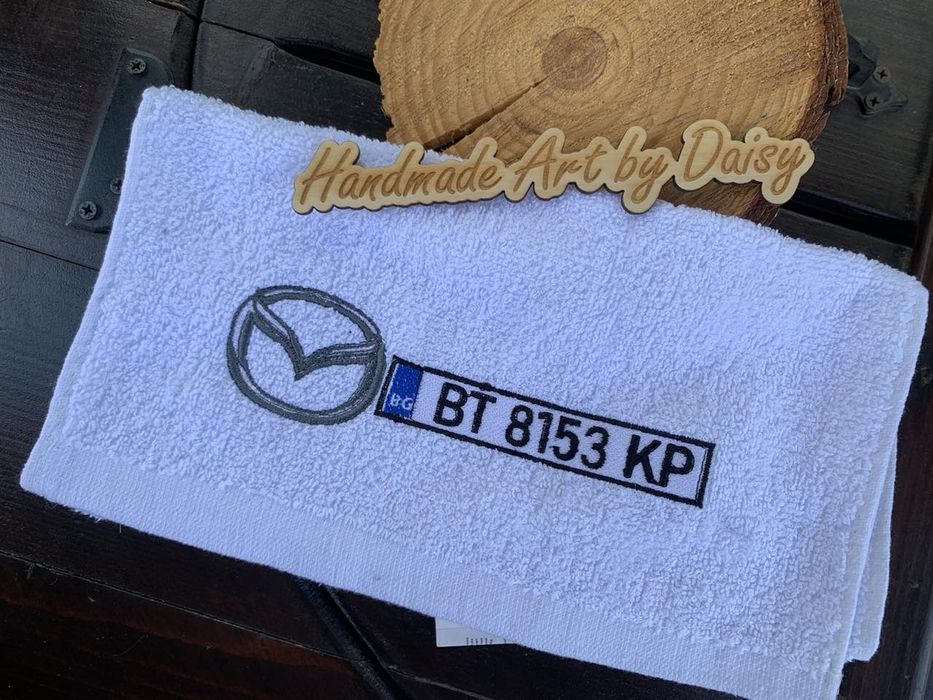 Handmade Art by Daisy
BG
BT 8153 KP